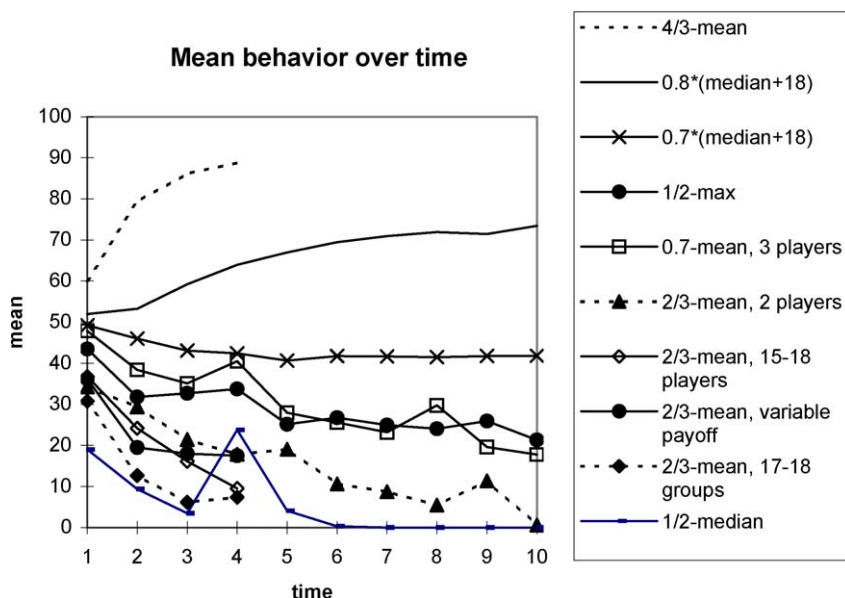 Mean behavior over time
mean
100
90
80
70
60
50
40
30
20
10
0
1 2 3 4 5 6 7 8 9 10
time
4/3-mean
0.8*(median+18)
0.7*(median+18)
1/2-max
0.7-mean, 3 players
2/3-mean, 2 players
2/3-mean, 15-18
players
2/3-mean, variable
payoff
2/3-mean, 17-18
groups
1/2-median